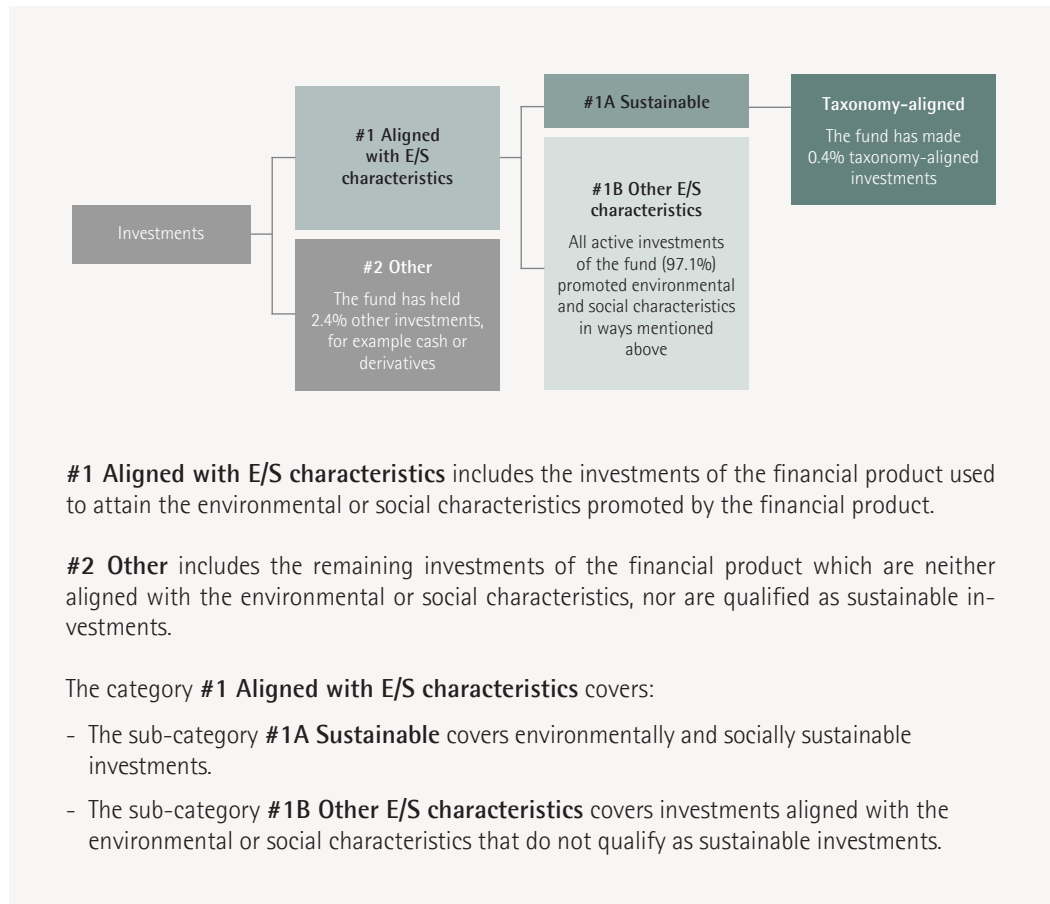 Investments
#1 Aligned
with E/S
characteristics
#2 Other
The fund has held
2.4% other investments,
for example cash or
derivatives
#1A Sustainable
#1B Other E/S
characteristics
All active investments
of the fund (97.1%)
promoted environmental
and social characteristics
in ways mentioned
above
Taxonomy-aligned
The fund has made
0.4% taxonomy-aligned
investments
#1 Aligned with E/S characteristics includes the investments of the financial product used
to attain the environmental or social characteristics promoted by the financial product.
#2 Other includes the remaining investments of the financial product which are neither
aligned with the environmental or social characteristics, nor are qualified as sustainable in-
vestments.
The category #1 Aligned with E/S characteristics covers:
- The sub-category #1A Sustainable covers environmentally and socially sustainable
investments.
- The sub-category #1B Other E/S characteristics covers investments aligned with the
environmental or social characteristics that do not qualify as sustainable investments.